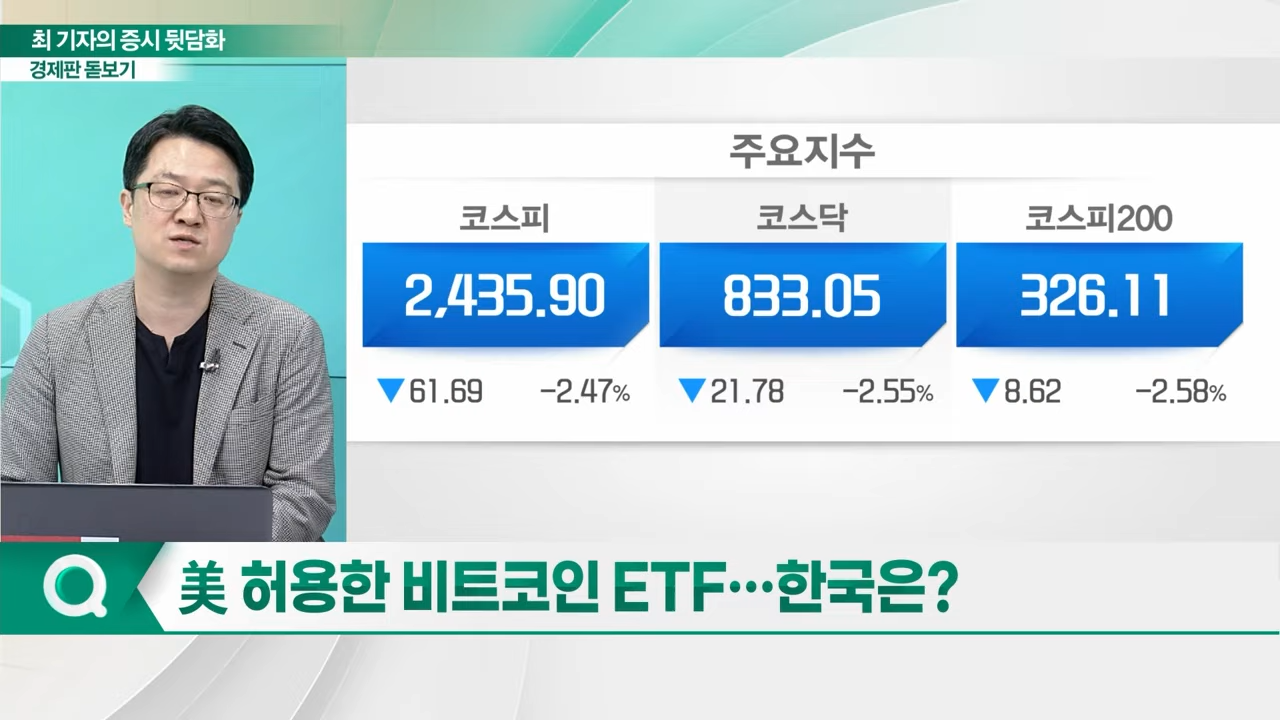 최 기자의 증시 뒷담화
경제판 돋보기
주요지수
코스피 코스닥 코스피200
2,435.90 833.05 326.11
▼61.69 -2.47% ▼21.78 -2.55% ▼8.62 -2.58%
Q 美 허용한 비트코인 ETF…한국은?